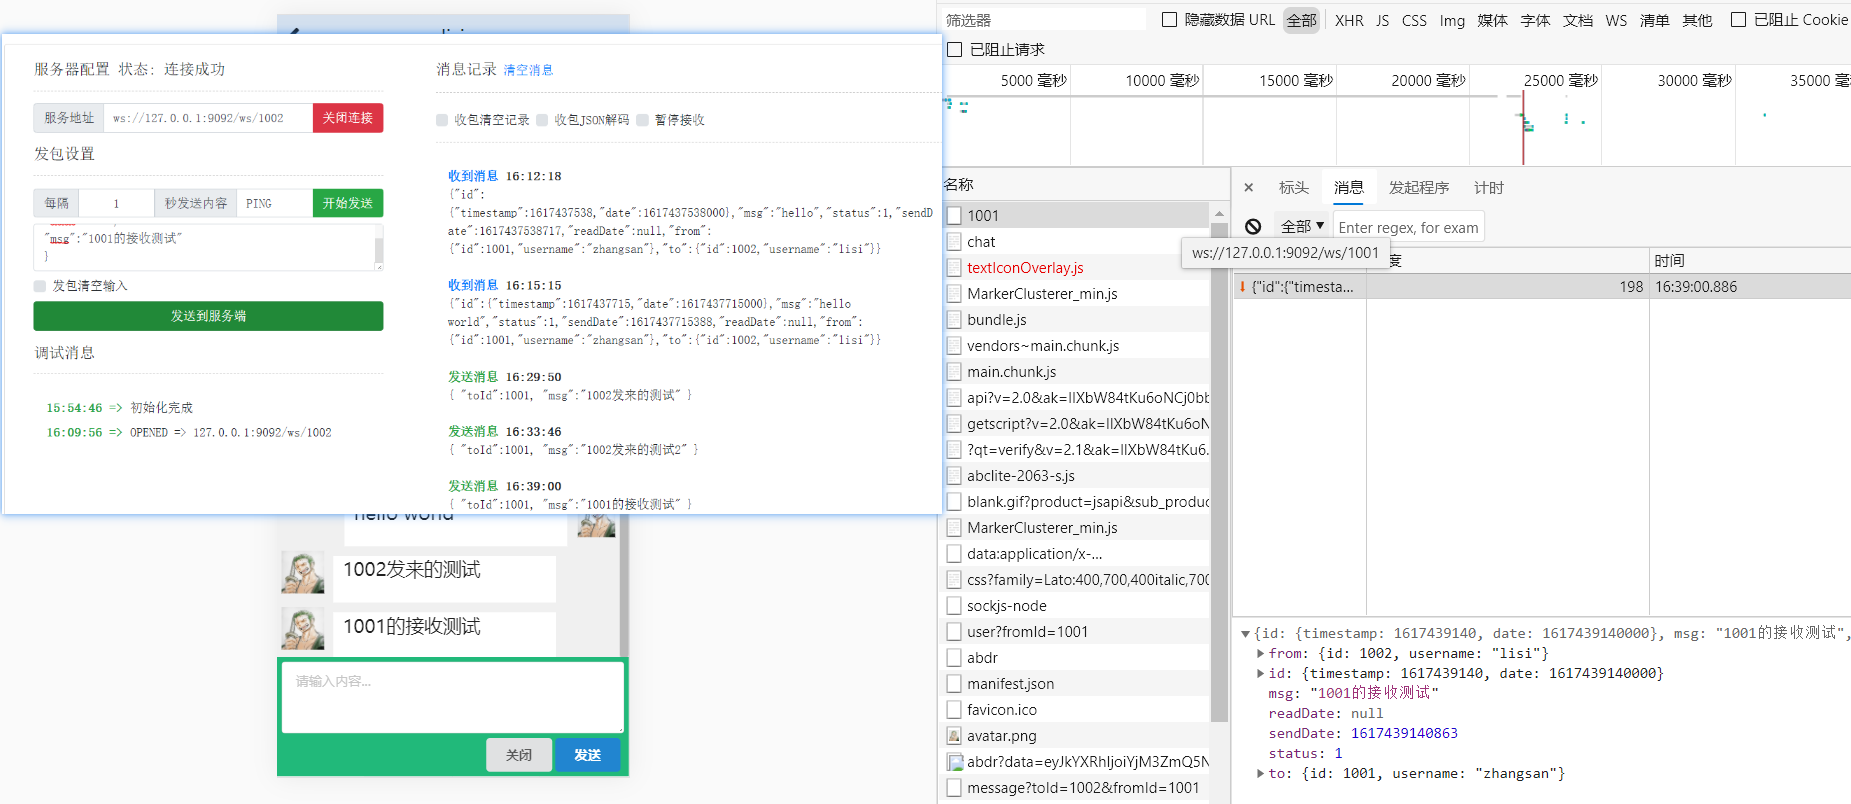 服务器配置 状态: 连接成功
服务地址 ws://127.0.0.1:9092/ws/1002 关闭连接
发包设置
每隔 1 秒发送内容 PING 开始发送
"msg":"1001的接收测试"
}
发包清空输入
发送到服务端
调试消息
15:54:46 => 初始化完成
16:09:56 => OPENED => 127.0.0.1:9092/ws/1002
消息记录 清空消息
收包清空记录 收包JSON解码 暂停接收
收到消息 16:12:18
{"id":
{"timestamp":1617437538,"date":1617437538000},"msg":"hello","status":1,"sendD
ate":1617437538717,"readDate":null,"from":
{"id":1001,"username":"zhangsan"},"to":{"id":1002,"username":"lisi"}}
收到消息 16:15:15
{"id":{"timestamp":1617437715,"date":1617437715000},"msg":"hello
world","status":1,"sendDate":1617437715388,"readDate":null,"from":
{"id":1001,"username":"zhangsan"},"to":{"id":1002,"username":"lisi"}}
发送消息 16:29:50
{ "toId":1001, "msg":"1002发来的测试" }
发送消息 16:33:46
{ "toId":1001, "msg":"1002发来的测试2" }
发送消息 16:39:00
{ "toId":1001, "msg":"1001的接收测试" }
hello world
1002发来的测试
1001的接收测试
请输入内容...
关闭 发送
筛选器 隐藏数据 URL 全部 XHR JS CSS Img 媒体 字体 文档 WS 清单 其他 已阻止 Cookie
已阻止请求
5000 毫秒 10000 毫秒 15000 毫秒 20000 毫秒 25000 毫秒 30000 毫秒 35000
名称
1001
chat
textIconOverlay.js
MarkerClusterer_min.js
bundle.js
vendors~main.chunk.js
main.chunk.js
api?v=2.0&ak=IIXbW84tKu6oNCj0bb
getscript?v=2.0&ak=IIXbW84tKu6oN
?qt=verify&v=2.1&ak=IIXbW84tKu6.
abclite-2063-s.js
blank.gif?product=jsapi&sub_produc
MarkerClusterer_min.js
data:application/x-...
css?family=Lato:400,700,400italic,700
sockjs-node
user?fromId=1001
abdr
manifest.json
favicon.ico
avatar.png
abdr?data=eyJkYXRhIjoiYjM3ZmQ5N
message?toId=1002&fromId=1001
× 标头 消息 发起程序 计时
全部 ▼ Enter regex, for exam
ws://127.0.0.1:9092/ws/1001
度 时间
{"id":{"timesta... 198 16:39:00.886
{id: {timestamp: 1617439140, date: 1617439140000}, msg: "1001的接收测试",
from: {id: 1002, username: "lisi"}
id: {timestamp: 1617439140, date: 1617439140000}
msg: "1001的接收测试"
readDate: null
sendDate: 1617439140863
status: 1
to: {id: 1001, username: "zhangsan"}